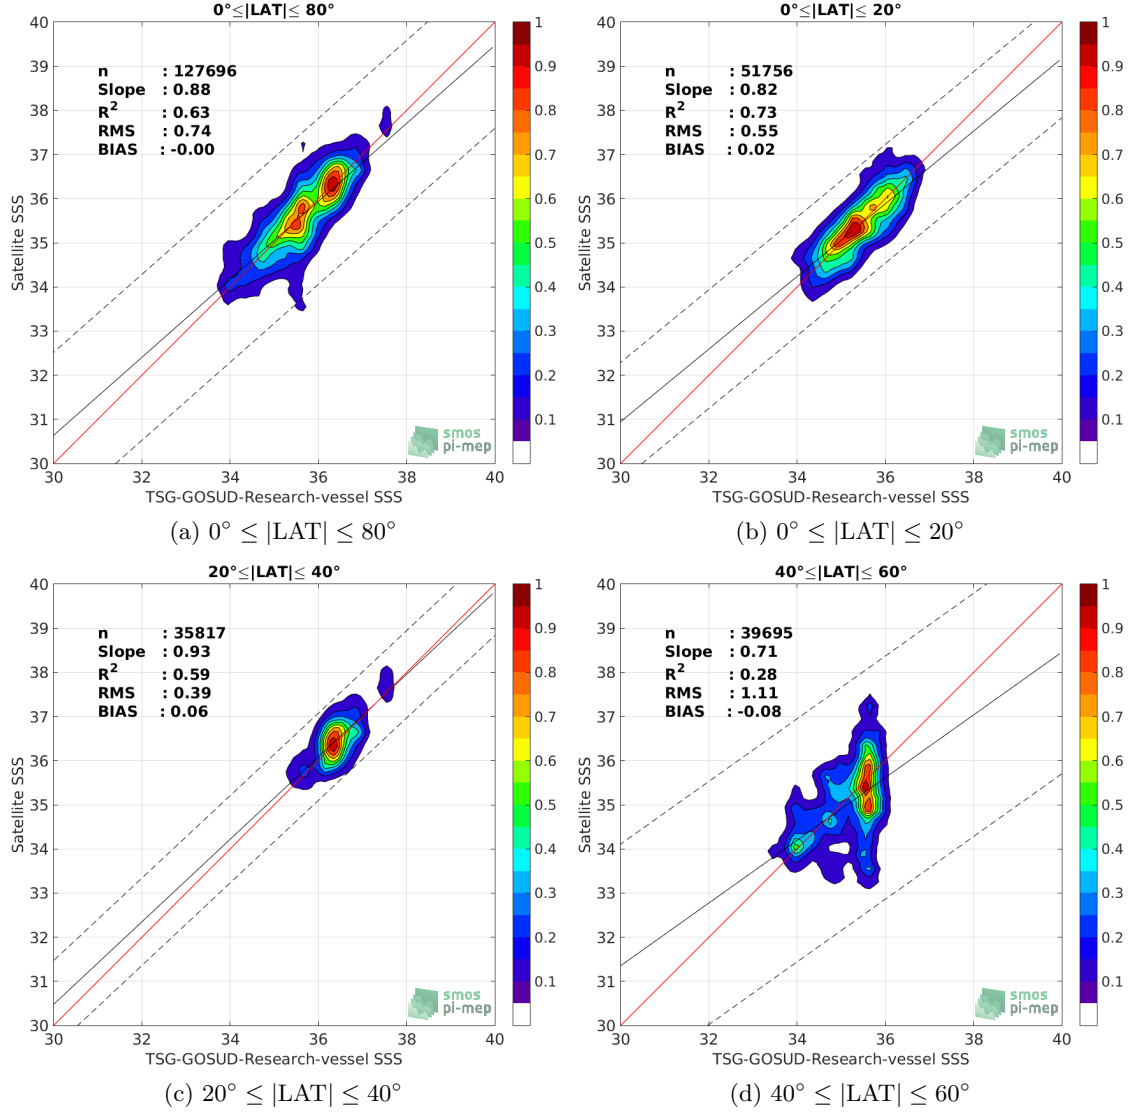 0°≤|LAT|≤ 80°
n : 127696
Slope : 0.88
R² : 0.63
RMS : 0.74
BIAS : -0.00
Satellite SSS
40
39
38
37
36
35
34
33
32
31
30
30 32 34 36 38 40
TSG-GOSUD-Research-vessel SSS
1
0.9
0.8
0.7
0.6
0.5
0.4
0.3
0.2
0.1
smos
pi-mep
(a) 0° ≤ |LAT| ≤ 80°
0°≤|LAT|≤ 20°
n : 51756
Slope : 0.82
R² : 0.73
RMS : 0.55
BIAS : 0.02
Satellite SSS
40
39
38
37
36
35
34
33
32
31
30
30 32 34 36 38 40
TSG-GOSUD-Research-vessel SSS
1
0.9
0.8
0.7
0.6
0.5
0.4
0.3
0.2
0.1
smos
pi-mep
(b) 0° ≤ |LAT| ≤ 20°
20°≤|LAT|≤ 40°
n : 35817
Slope : 0.93
R² : 0.59
RMS : 0.39
BIAS : 0.06
Satellite SSS
40
39
38
37
36
35
34
33
32
31
30
30 32 34 36 38 40
TSG-GOSUD-Research-vessel SSS
1
0.9
0.8
0.7
0.6
0.5
0.4
0.3
0.2
0.1
smos
pi-mep
(c) 20° ≤ |LAT| ≤ 40°
40°≤|LAT|≤ 60°
n : 39695
Slope : 0.71
R² : 0.28
RMS : 1.11
BIAS : -0.08
Satellite SSS
40
39
38
37
36
35
34
33
32
31
30
30 32 34 36 38 40
TSG-GOSUD-Research-vessel SSS
1
0.9
0.8
0.7
0.6
0.5
0.4
0.3
0.2
0.1
smos
pi-mep
(d) 40° ≤ |LAT| ≤ 60°